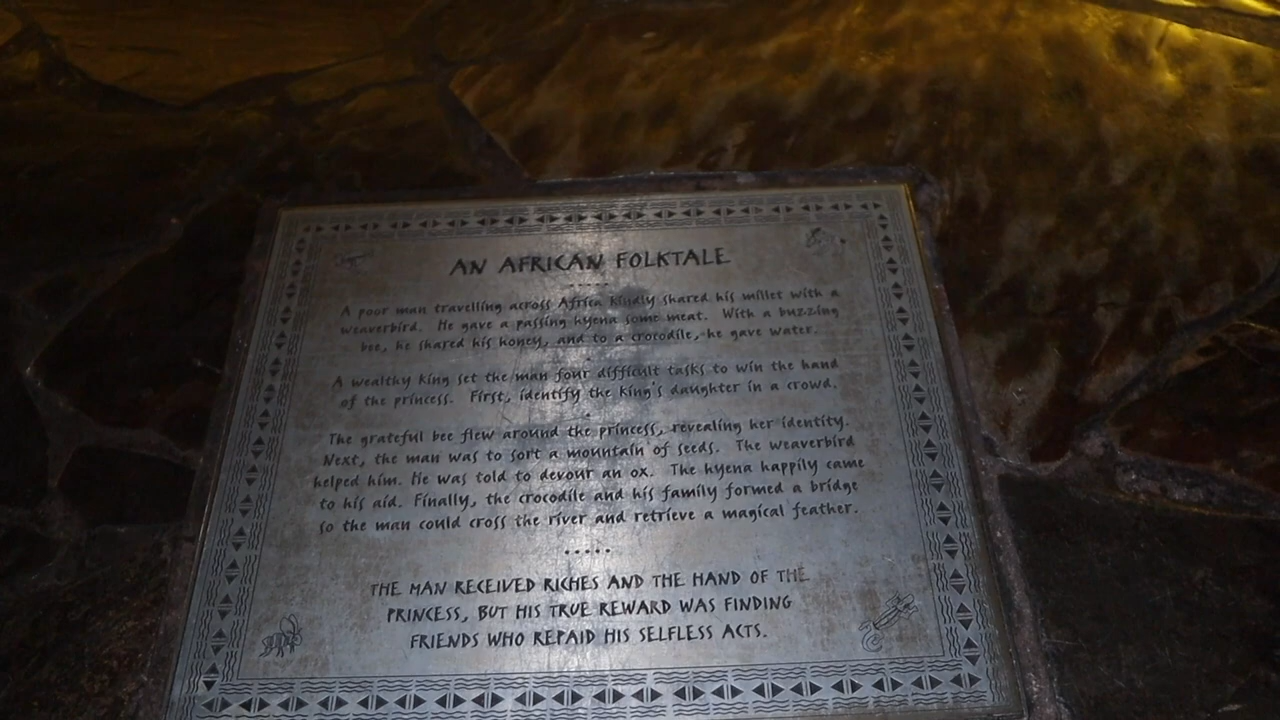 AN AFRICAN FOLKTALE
A poor man travelling across Africa kindly shared his millet with a
weaverbird. He gave a passing hyena some meat. With a buzzing
bee, he shared his honey, and to a crocodile, he gave water.
A wealthy king set the man four difficult tasks to win the hand
of the princess. First, identify the king's daughter in a crowd.
The grateful bee flew around the princess, revealing her identity.
Next, the man was to sort a mountain of seeds. The weaverbird
helped him. He was told to devour an ox. The hyena happily came
to his aid. Finally, the crocodile and his family formed a bridge
so the man could cross the river and retrieve a magical feather.
THE MAN RECEIVED RICHES AND THE HAND OF THE
PRINCESS, BUT HIS TRUE REWARD WAS FINDING
FRIENDS WHO REPAID HIS SELFLESS ACTS.